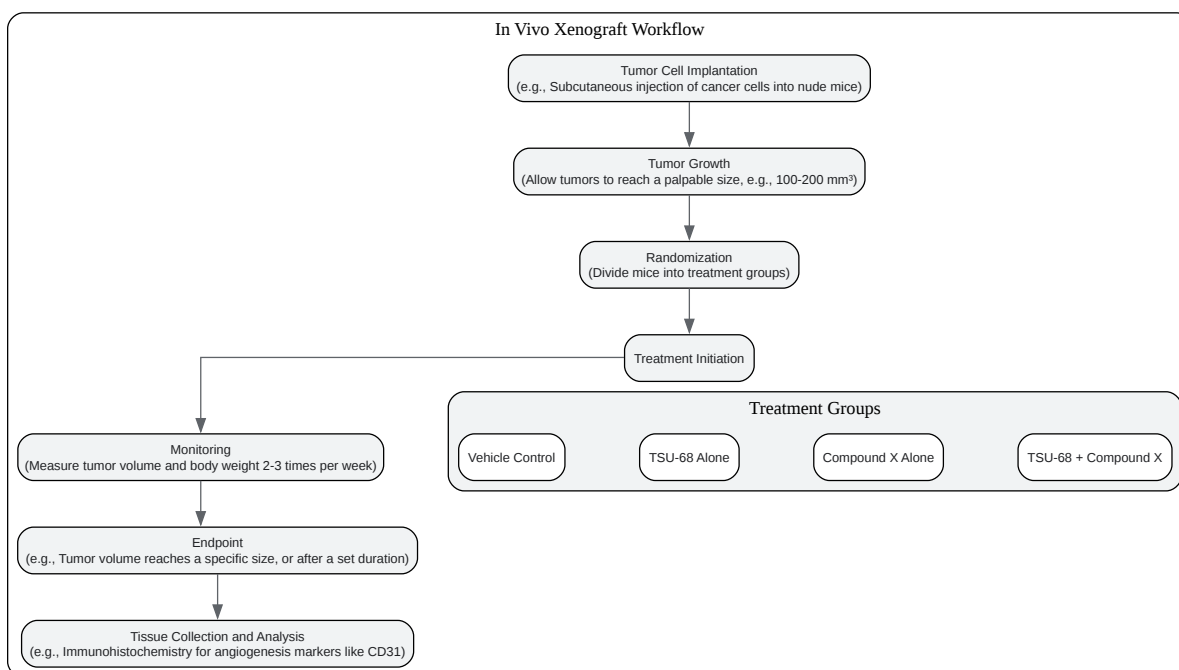 In Vivo Xenograft Workflow
Tumor Cell Implantation
(e.g., Subcutaneous injection of cancer cells into nude mice)
Tumor Growth
(Allow tumors to reach a palpable size, e.g., 100-200 mm³)
Randomization
(Divide mice into treatment groups)
Treatment Initiation
Treatment Groups
Vehicle Control
TSU-68 Alone
Compound X Alone
TSU-68 + Compound X
Monitoring
(Measure tumor volume and body weight 2-3 times per week)
Endpoint
(e.g., Tumor volume reaches a specific size, or after a set duration)
Tissue Collection and Analysis
(e.g., Immunohistochemistry for angiogenesis markers like CD31)